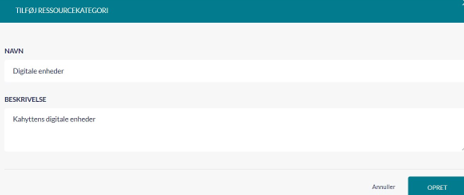 TILFØJ RESSOURCEKATEGORI
NAVN
Digitale enheder
BESKRIVELSE
Kahyttens digitale enheder
Annuller OPRET